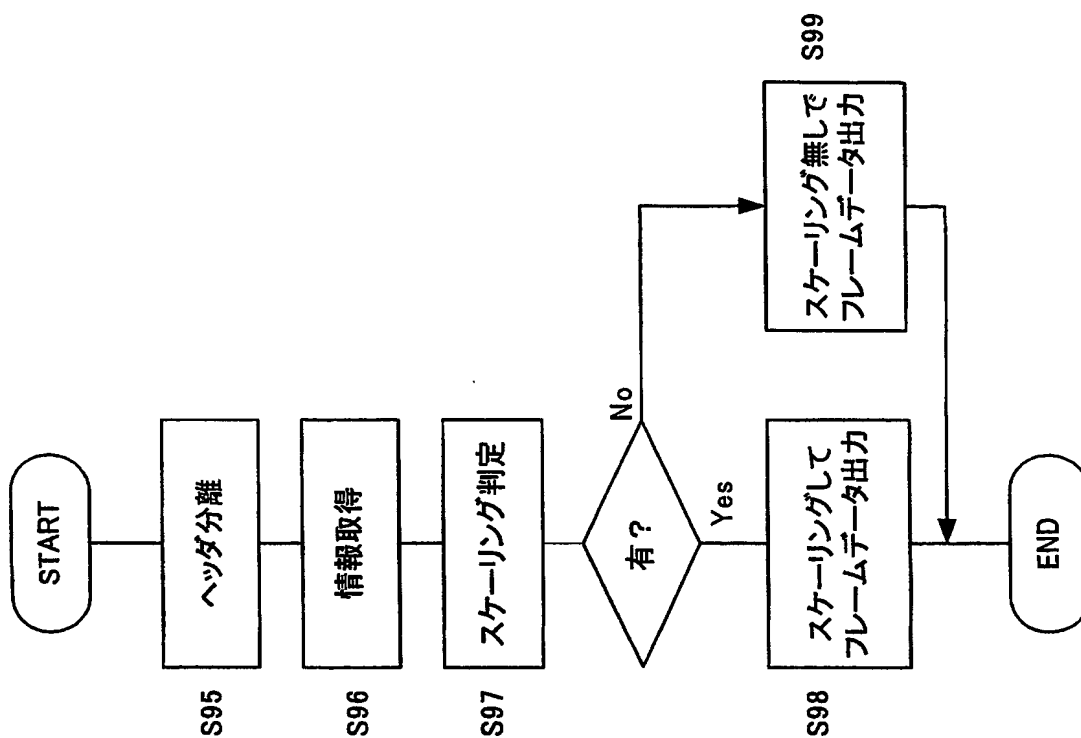 START
S95
ヘッダ分離
S96
情報取得
S97
スケーリング判定
有?
No
Yes
S98
スケーリングして
フレームデータ出力
S99
スケーリング無しで
フレームデータ出力
END